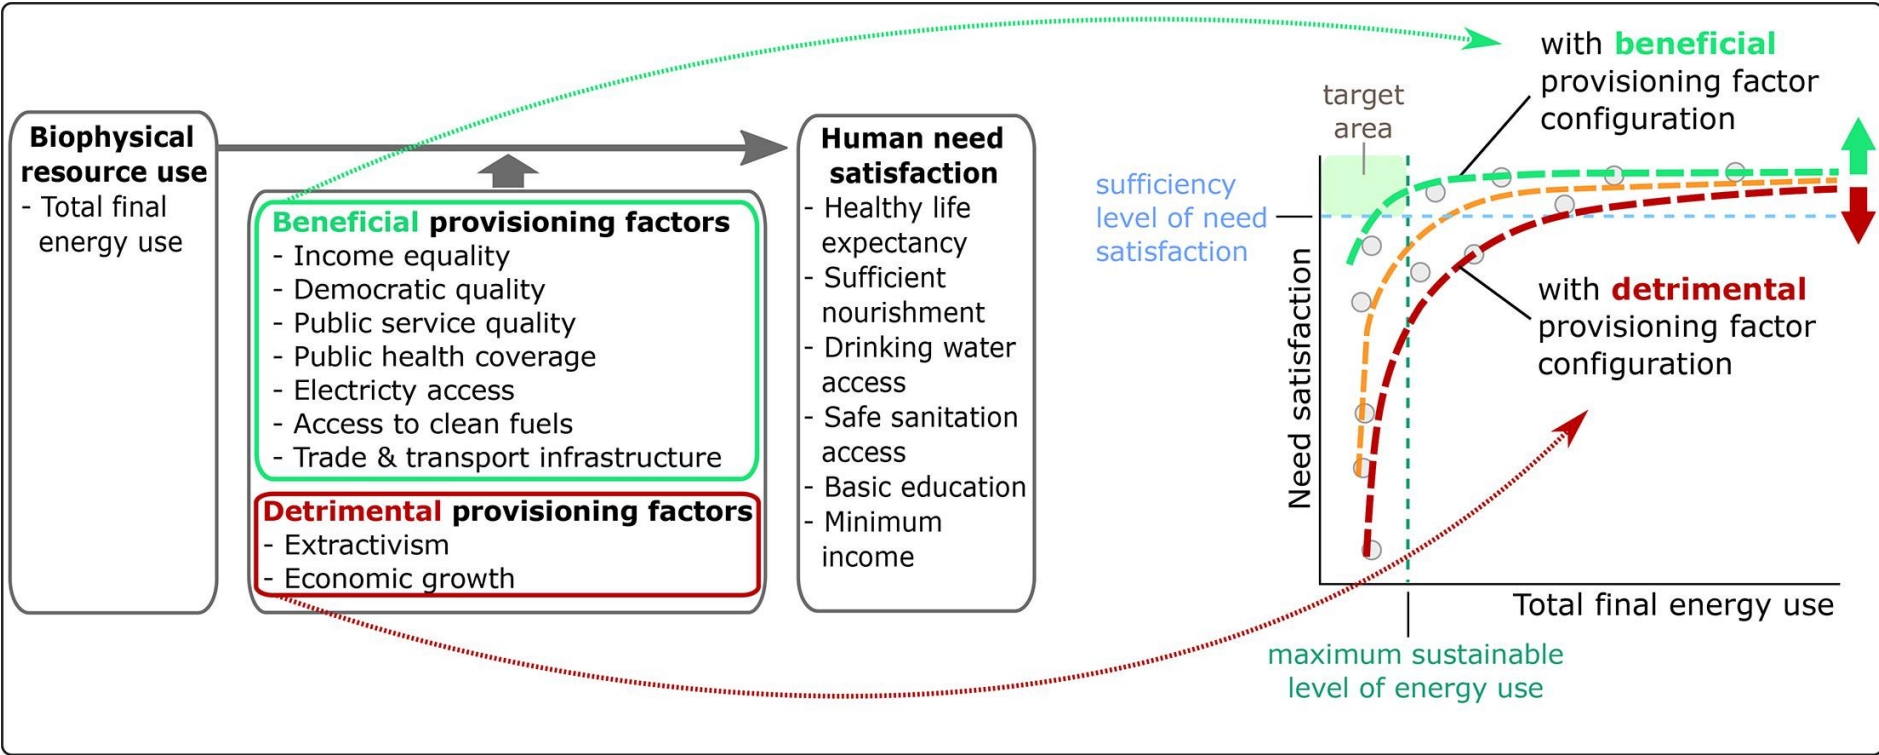 Biophysical
resource use
- Total final
energy use
Beneficial provisioning factors
- Income equality
- Democratic quality
- Public service quality
- Public health coverage
- Electricty access
- Access to clean fuels
- Trade & transport infrastructure
Detrimental provisioning factors
- Extractivism
- Economic growth
Human need
satisfaction
- Healthy life
expectancy
- Sufficient
nourishment
- Drinking water
access
- Safe sanitation
access
- Basic education
- Minimum
income
with beneficial
provisioning factor
configuration
target
area
sufficiency
level of need
satisfaction
Need satisfaction
with detrimental
provisioning factor
configuration
Total final energy use
maximum sustainable
level of energy use